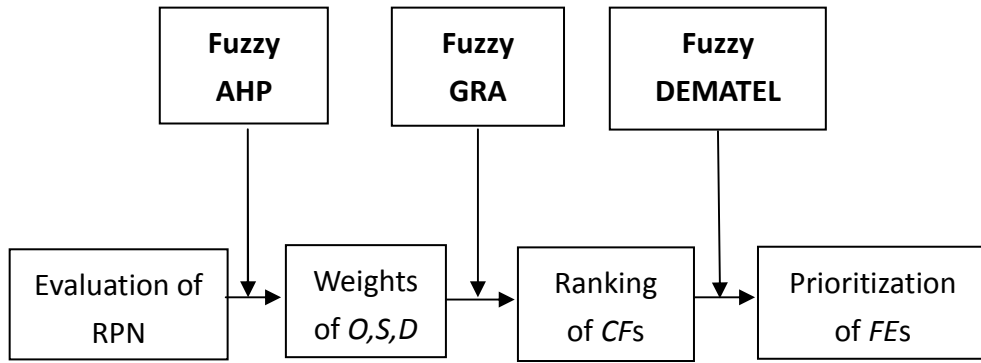 Fuzzy
AHP
Fuzzy
GRA
Fuzzy
DEMATEL
Evaluation of
RPN
Weights
of O,S,D
Ranking
of CFs
Prioritization
of FEs